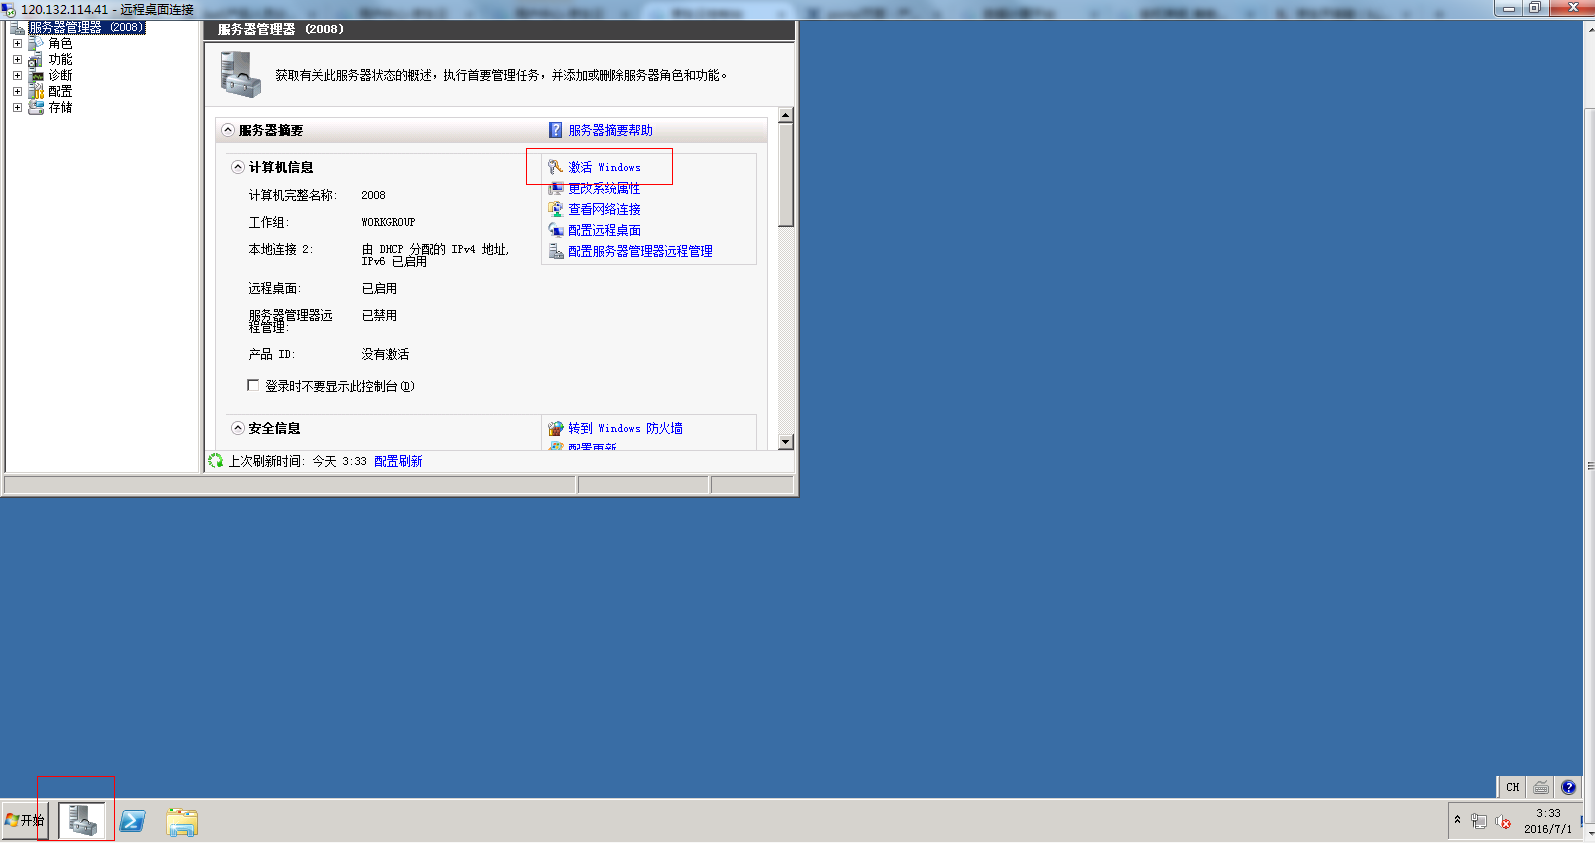 120.132.114.41 - 远程桌面连接
服务器管理器 (2008)
角色
功能
诊断
配置
存储
服务器管理器 (2008)
获取有关此服务器状态的概述，执行首要管理任务，并添加或删除服务器角色和功能。
服务器摘要
服务器摘要帮助
计算机信息
计算机完整名称: 2008
工作组: WORKGROUP
本地连接 2: 由 DHCP 分配的 IPv4 地址,
IPv6 已启用
远程桌面: 已启用
服务器管理器远
程管理: 已禁用
产品 ID: 没有激活
登录时不要显示此控制台(D)
激活 Windows
更改系统属性
查看网络连接
配置远程桌面
配置服务器管理器远程管理
安全信息
转到 Windows 防火墙
配置更新
上次刷新时间: 今天 3:33 配置刷新
CH
开始
3:33
2016/7/1